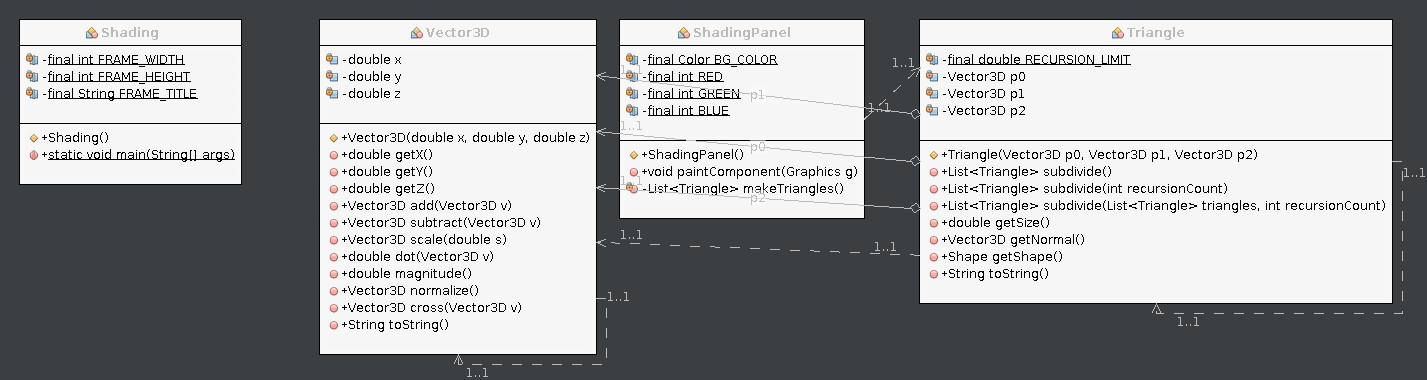 Shading
-final int FRAME_WIDTH
-final int FRAME_HEIGHT
-final String FRAME_TITLE
+Shading()
+static void main(String[] args)
Vector3D
-double x
-double y
-double z
+Vector3D(double x, double y, double z)
+double getX()
+double getY()
+double getZ()
+Vector3D add(Vector3D v)
+Vector3D subtract(Vector3D v)
+Vector3D scale(double s)
+double dot(Vector3D v)
+double magnitude()
+Vector3D normalize()
+Vector3D cross(Vector3D v)
+String toString()
1..1
1..1
ShadingPanel
-final Color BG_COLOR
-final int RED
-final int GREEN
-final int BLUE
+ShadingPanel()
+void paintComponent(Graphics g)
-List<Triangle> makeTriangles()
1..1
p1
1..1
p0
1..1
p2
1..1
1..1
1..1
1..1
Triangle
-final double RECURSION_LIMIT
-Vector3D p0
-Vector3D p1
-Vector3D p2
+Triangle(Vector3D p0, Vector3D p1, Vector3D p2)
+List<Triangle> subdivide()
+List<Triangle> subdivide(int recursionCount)
+List<Triangle> subdivide(List<Triangle> triangles, int recursionCount)
+double getSize()
+Vector3D getNormal()
+Shape getShape()
+String toString()
1..1
1..1